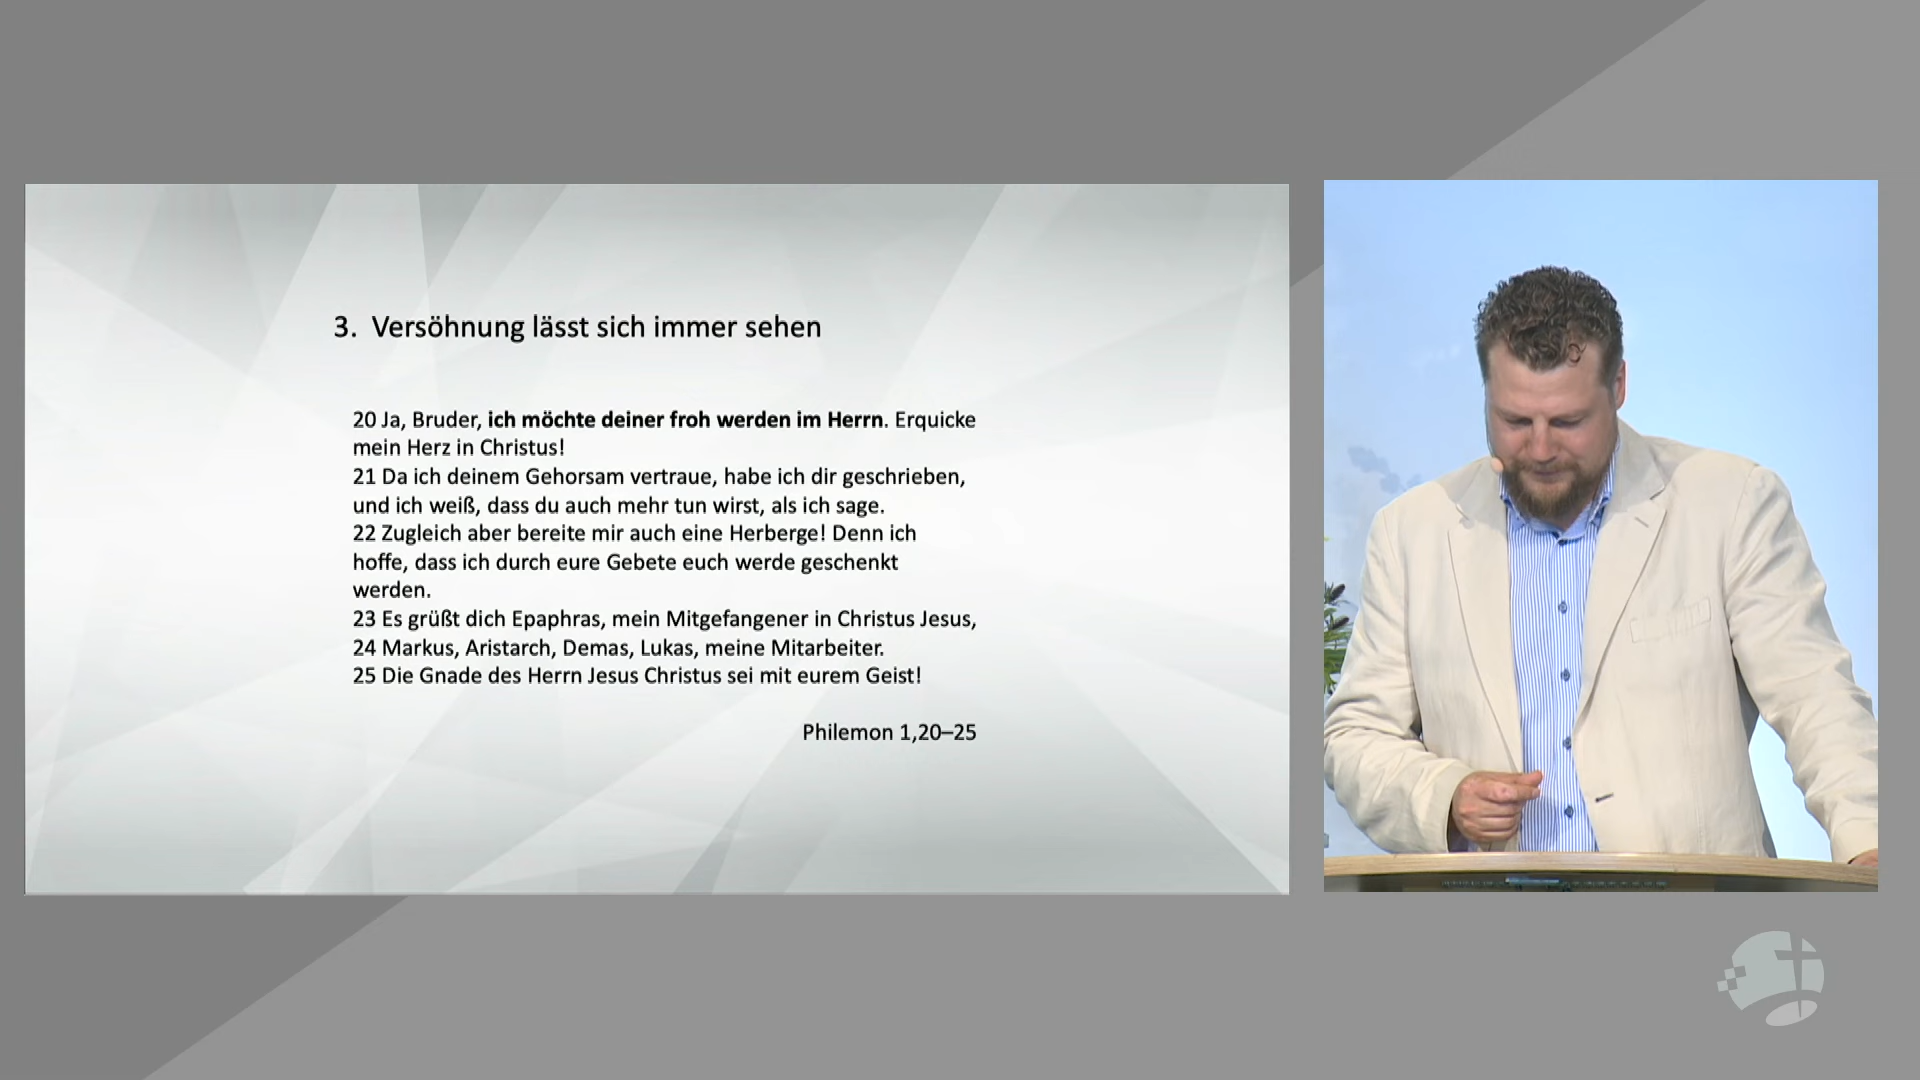 3. Versöhnung lässt sich immer sehen
20 Ja, Bruder, ich möchte deiner froh werden im Herrn. Erquicke
mein Herz in Christus!
21 Da ich deinem Gehorsam vertraue, habe ich dir geschrieben,
und ich weiß, dass du auch mehr tun wirst, als ich sage.
22 Zugleich aber bereite mir auch eine Herberge! Denn ich
hoffe, dass ich durch eure Gebete euch werde geschenkt
werden.
23 Es grüßt dich Epaphras, mein Mitgefangener in Christus Jesus,
24 Markus, Aristarch, Demas, Lukas, meine Mitarbeiter.
25 Die Gnade des Herrn Jesus Christus sei mit eurem Geist!
Philemon 1,20–25